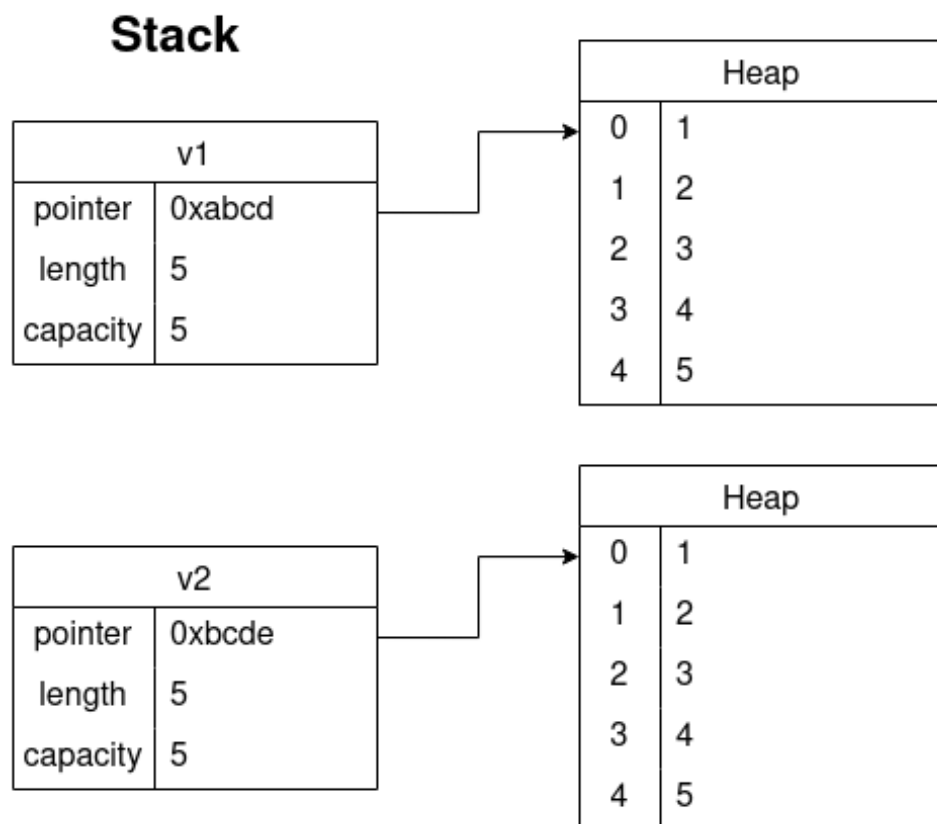 Stack
v1
pointer 0xabcd
length 5
capacity 5
Heap
0 1
1 2
2 3
3 4
4 5
v2
pointer 0xbcde
length 5
capacity 5
Heap
0 1
1 2
2 3
3 4
4 5